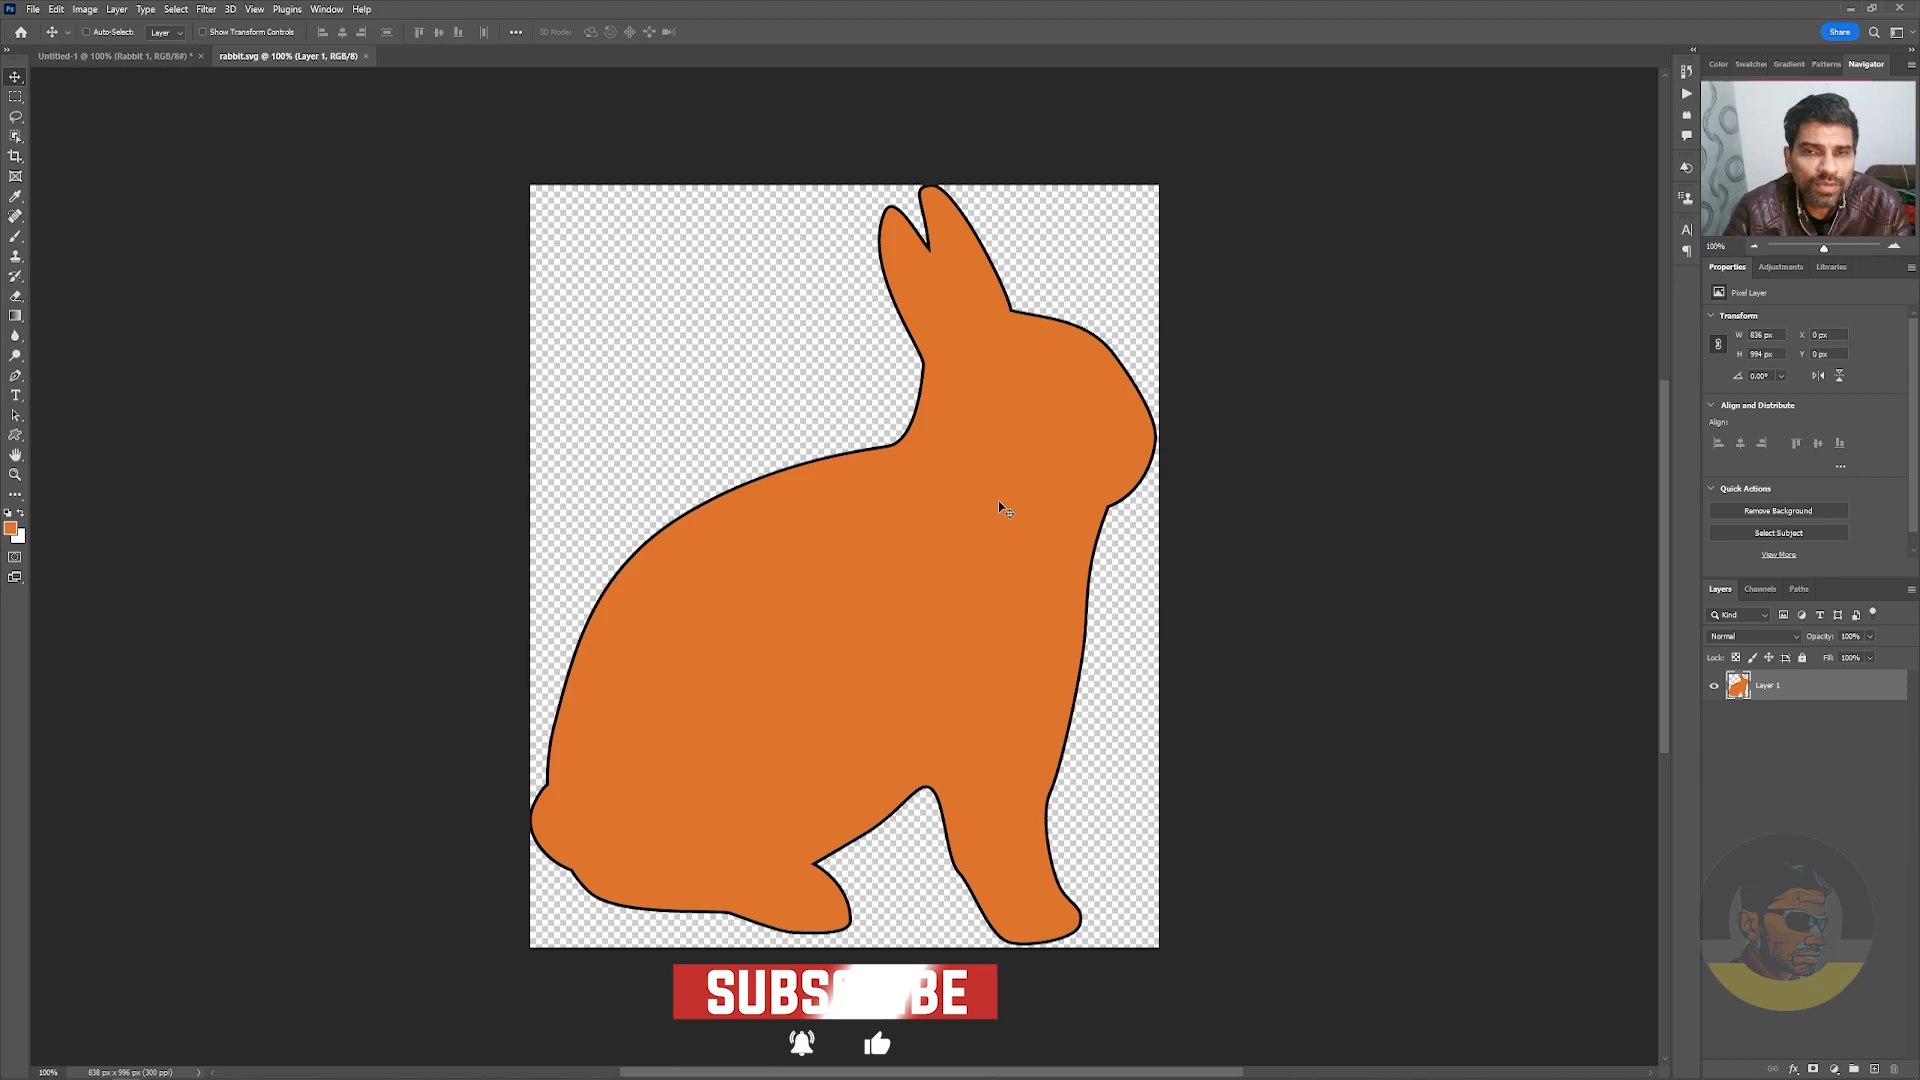 File Edit Image Layer Type Select Filter 3D View Plugins Window Help
Auto-Select: Layer Show Transform Controls 3D Mode: Share
Untitled-1 @ 100% (Rabbit 1, RGB/8#) * × rabbit.svg @ 100% (Layer 1, RGB/8) ×
Color Swatches Gradient Patterns Navigator
100%
Properties Adjustments Libraries
Pixel Layer
Transform
W 836 px X 0 px
H 994 px Y 0 px
0.00°
Align and Distribute
Align:
Quick Actions
Remove Background
Select Subject
View More
Layers Channels Paths
Kind
Normal Opacity: 100%
Lock: Fill: 100%
Layer 1
100% 838 px x 996 px (300 ppi)